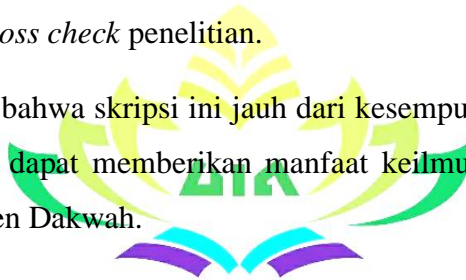 oss check penelitian.
bahwa skripsi ini jauh dari kesempu
dapat memberikan manfaat keilmu
en Dakwah.